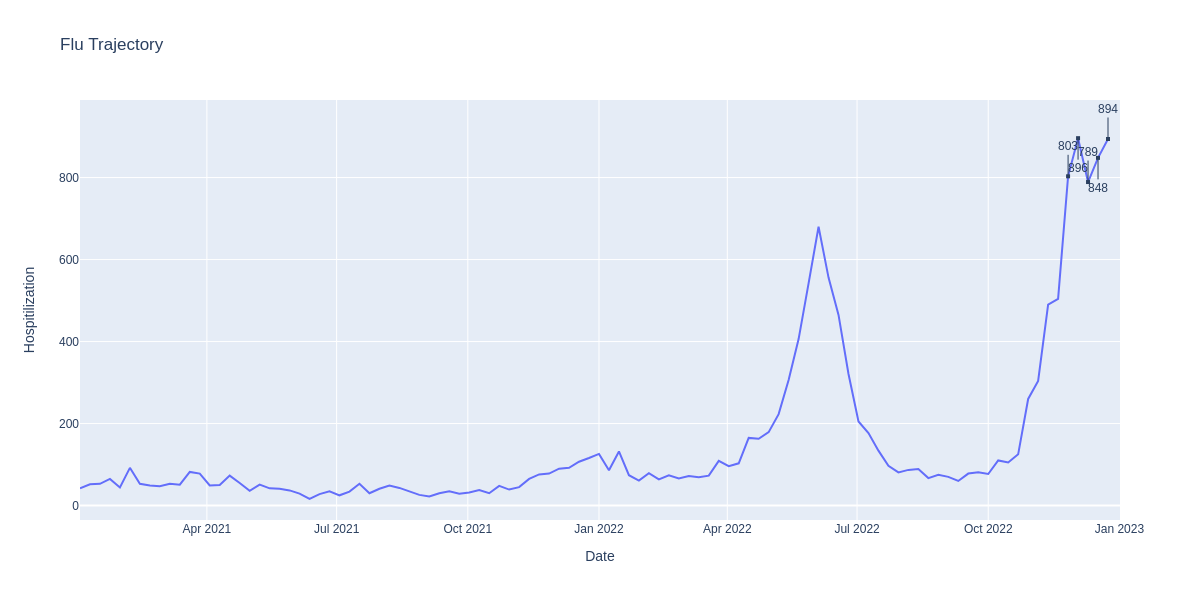 Flu Trajectory
894
803
789
896
848
800
600
400
200
0
Hospitilization
Apr 2021
Jul 2021
Oct 2021
Jan 2022
Apr 2022
Jul 2022
Oct 2022
Jan 2023
Date